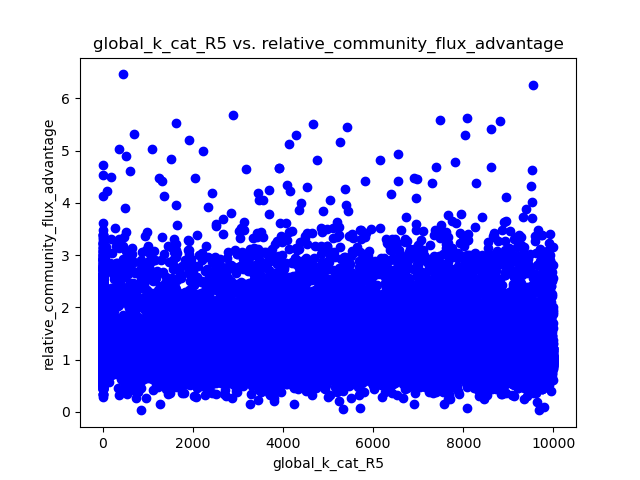 global_k_cat_R5 vs. relative_community_flux_advantage
relative_community_flux_advantage
6
5
4
3
2
1
0
0 2000 4000 6000 8000 10000
global_k_cat_R5